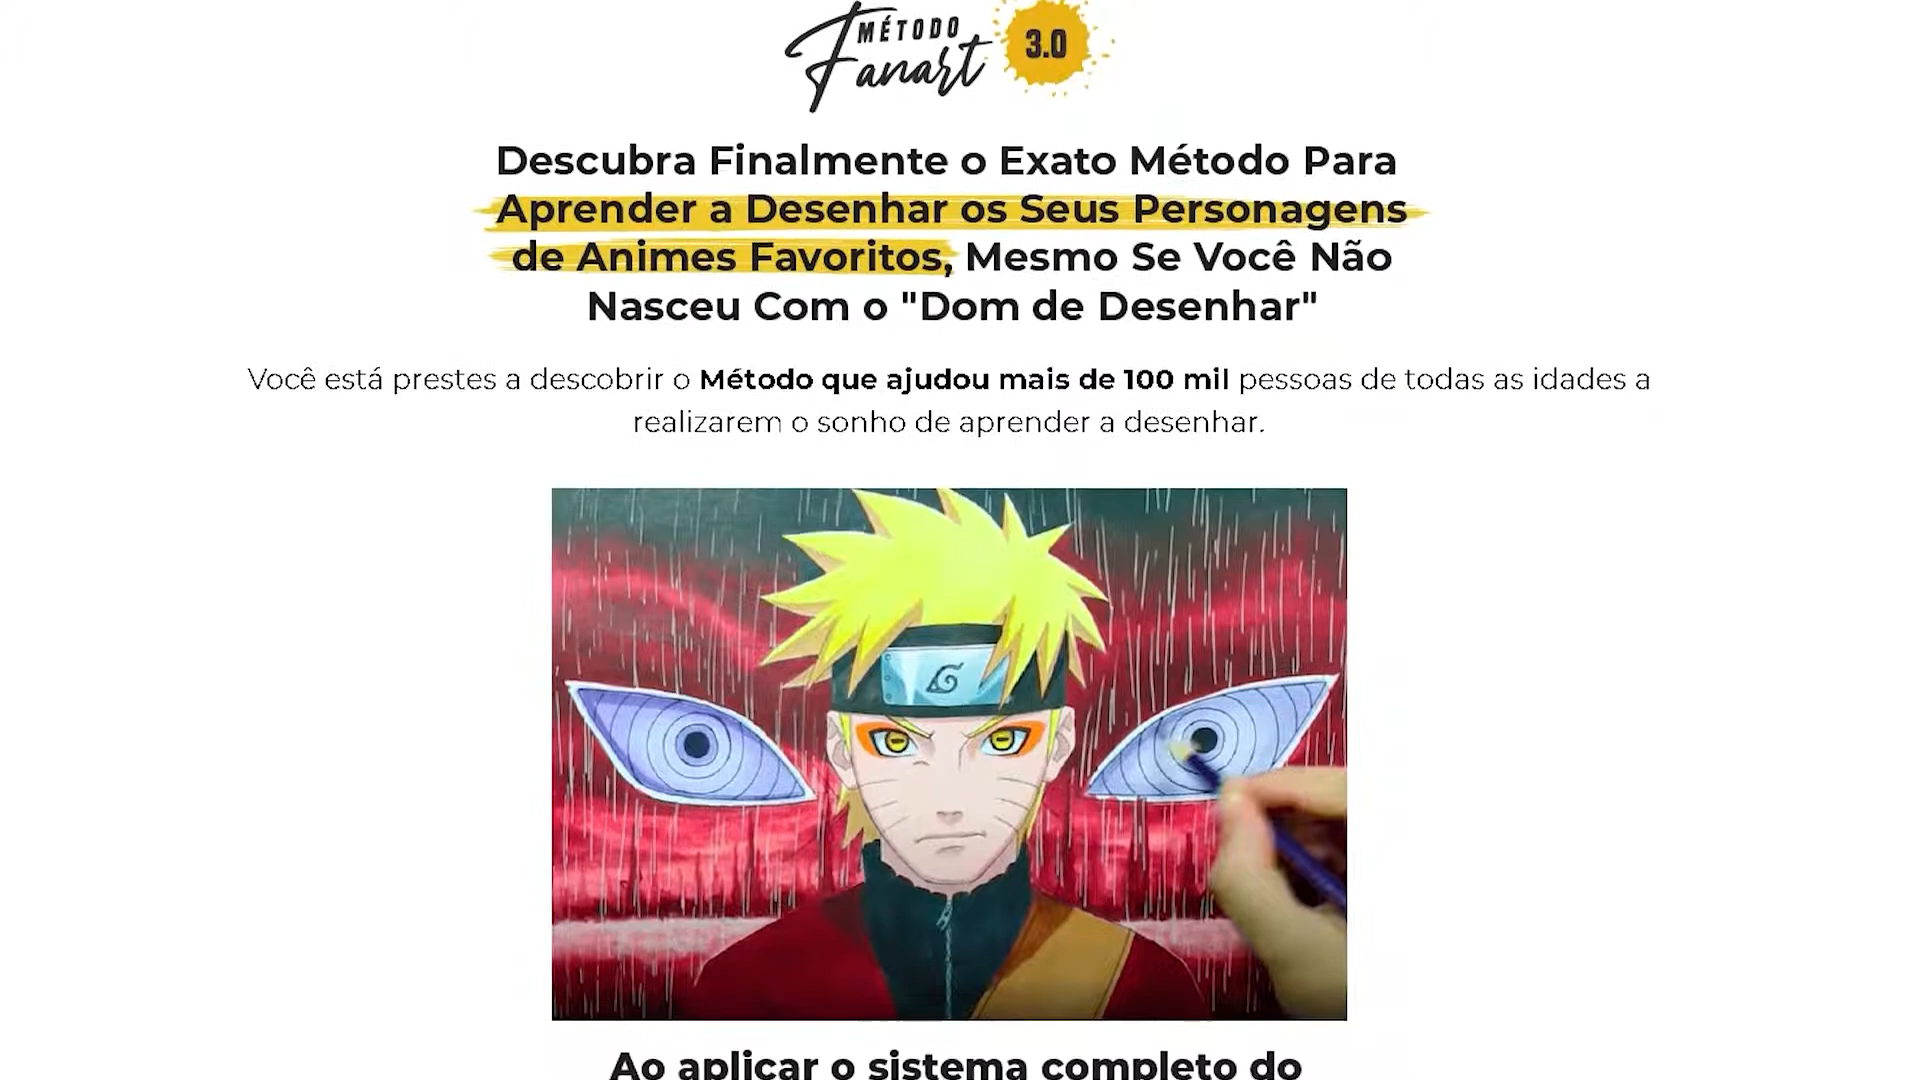 MÉTODO
Fanart
3.0
Descubra Finalmente o Exato Método Para
Aprender a Desenhar os Seus Personagens
de Animes Favoritos, Mesmo Se Você Não
Nasceu Com o "Dom de Desenhar"
Você está prestes a descobrir o Método que ajudou mais de 100 mil pessoas de todas as idades a
realizarem o sonho de aprender a desenhar.
Ao aplicar o sistema completo do